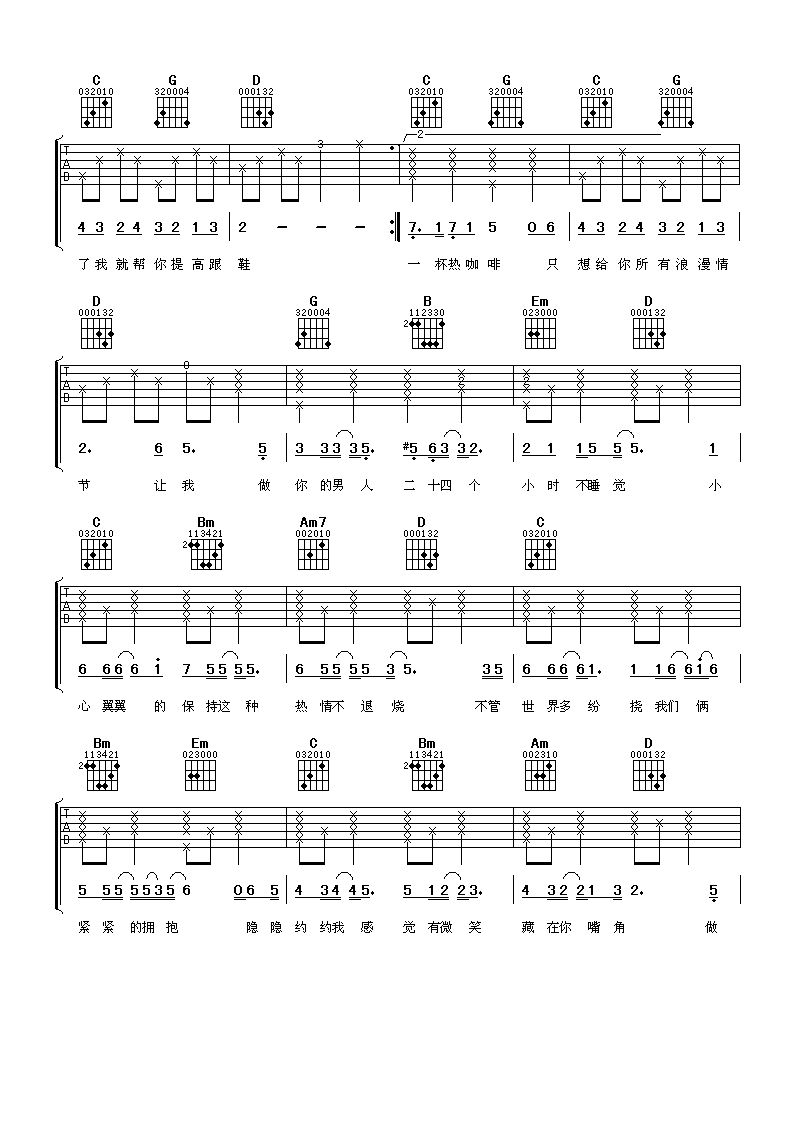 C G D C G C G
032010 320004 000132 032010 320004 032010 320004
2
3
T A B
4 3 2 4 3 2 1 3 2 - - - 7. 1 7 1 5 0 6 4 3 2 4 3 2 1 3
了我 就帮 你提 高跟 鞋 一 杯热 咖 啡 只 想给 你所 有浪 漫情
D G B Em D
000132 320004 112330 023000 000132
2
0
T A B
2. 6 5. 5 3 3 3 3 5. #5 6 3 3 2. 2 1 1 5 5 5. 1
节 让 我 做 你 的男 人 二 十四 个 小 时 不睡 觉 小
C Bm Am7 D C
032010 113421 002010 000132 032010
2
T A B
6 6 6 6 1 7 5 5 5 5. 6 5 5 5 5 3 5. 3 5 6 6 6 6 1. 1 1 6 6 1 6
心 翼翼 的 保 持这 种 热 情不 退 烧 不管 世 界多 纷 挠 我们 俩
Bm Em C Bm Am D
113421 023000 032010 113421 002310 000132
2 2
T A B
5 5 5 5 5 3 5 6 0 6 5 4 3 4 4 5. 5 1 2 2 3. 4 3 2 2 1 3 2. 5
紧 紧 的拥 抱 隐 隐 约 约我 感 觉 有微 笑 藏 在你 嘴 角 做